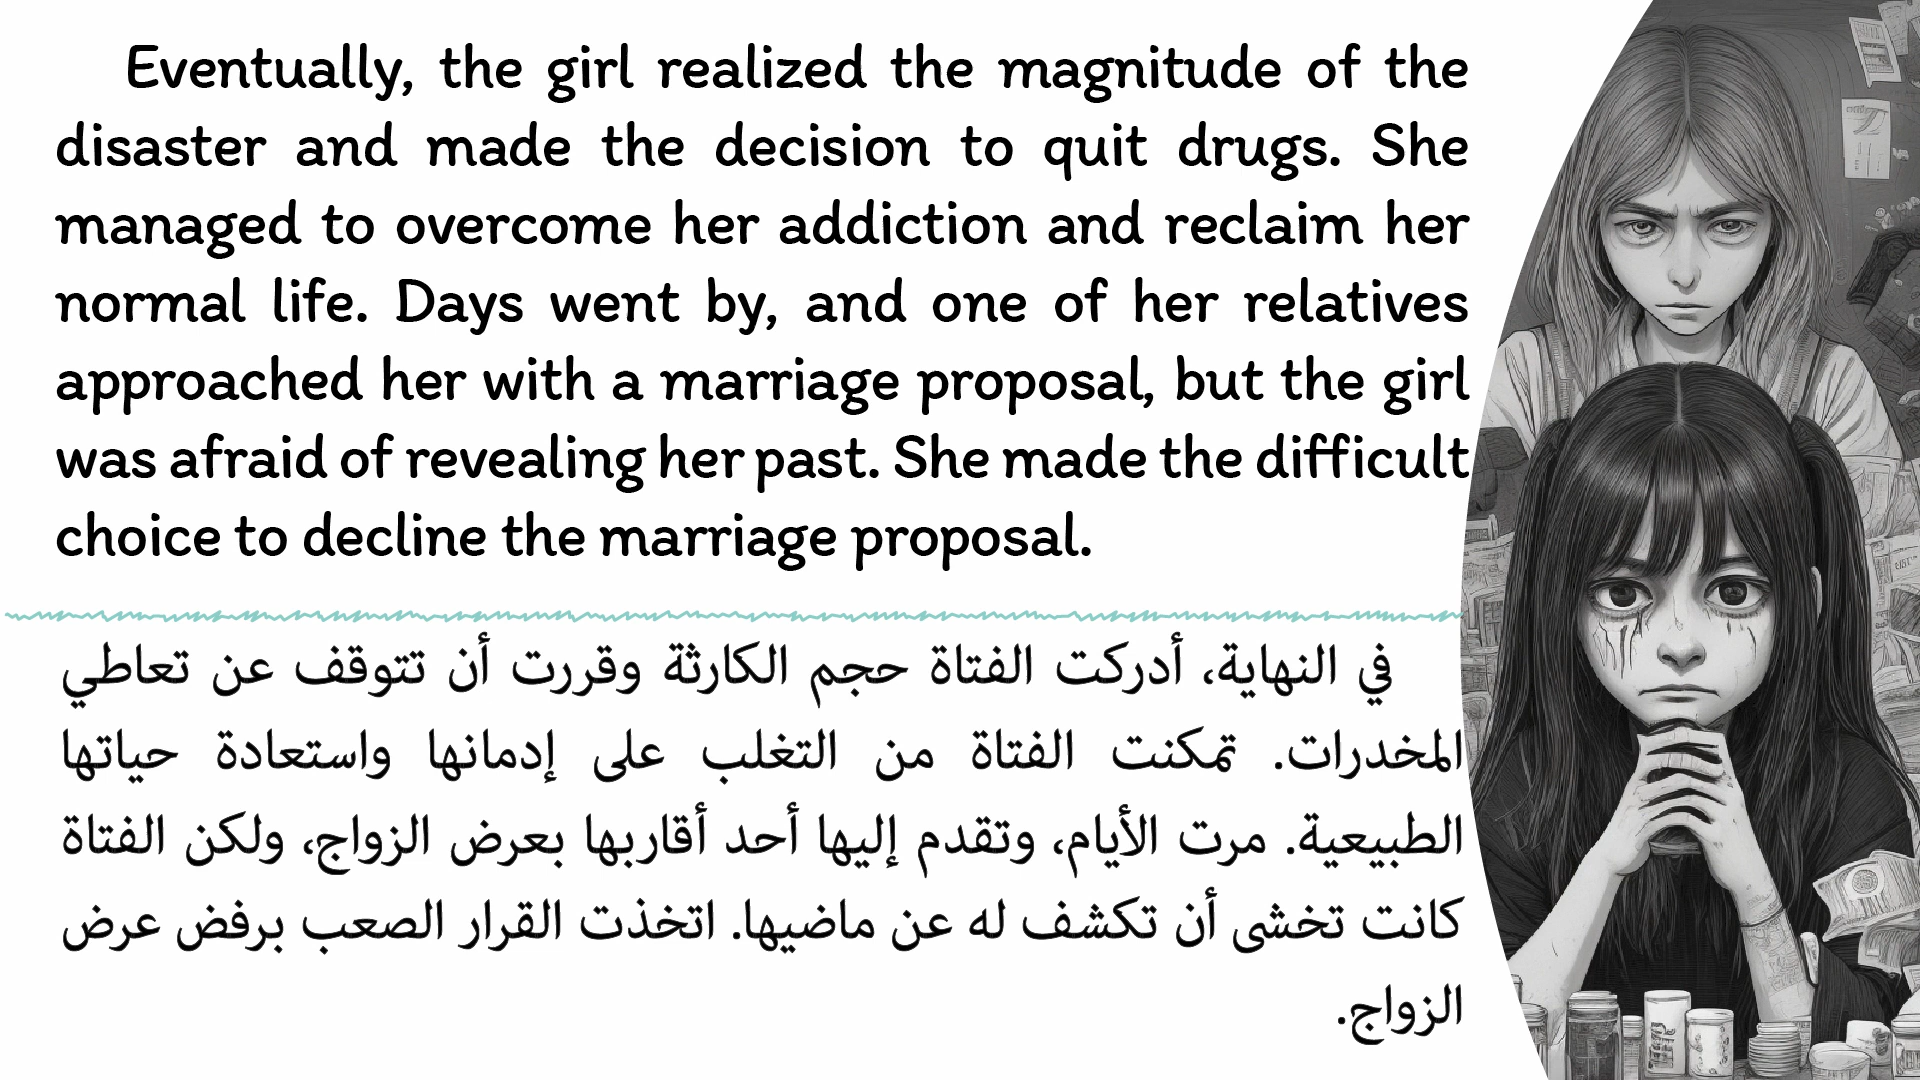 Eventually, the girl realized the magnitude of the
disaster and made the decision to quit drugs. She
managed to overcome her addiction and reclaim her
normal life. Days went by, and one of her relatives
approached her with a marriage proposal, but the girl
was afraid of revealing her past. She made the difficult
choice to decline the marriage proposal.
في النهاية، أدركت الفتاة حجم الكارثة وقررت أن تتوقف عن تعاطي
المخدرات. تمكنت الفتاة من التغلب على إدمانها واستعادة حياتها
الطبيعية. مرت الأيام، وتقدم إليها أحد أقاربها بعرض الزواج، ولكن الفتاة
كانت تخشى أن تكشف له عن ماضيها. اتخذت القرار الصعب برفض عرض
الزواج.